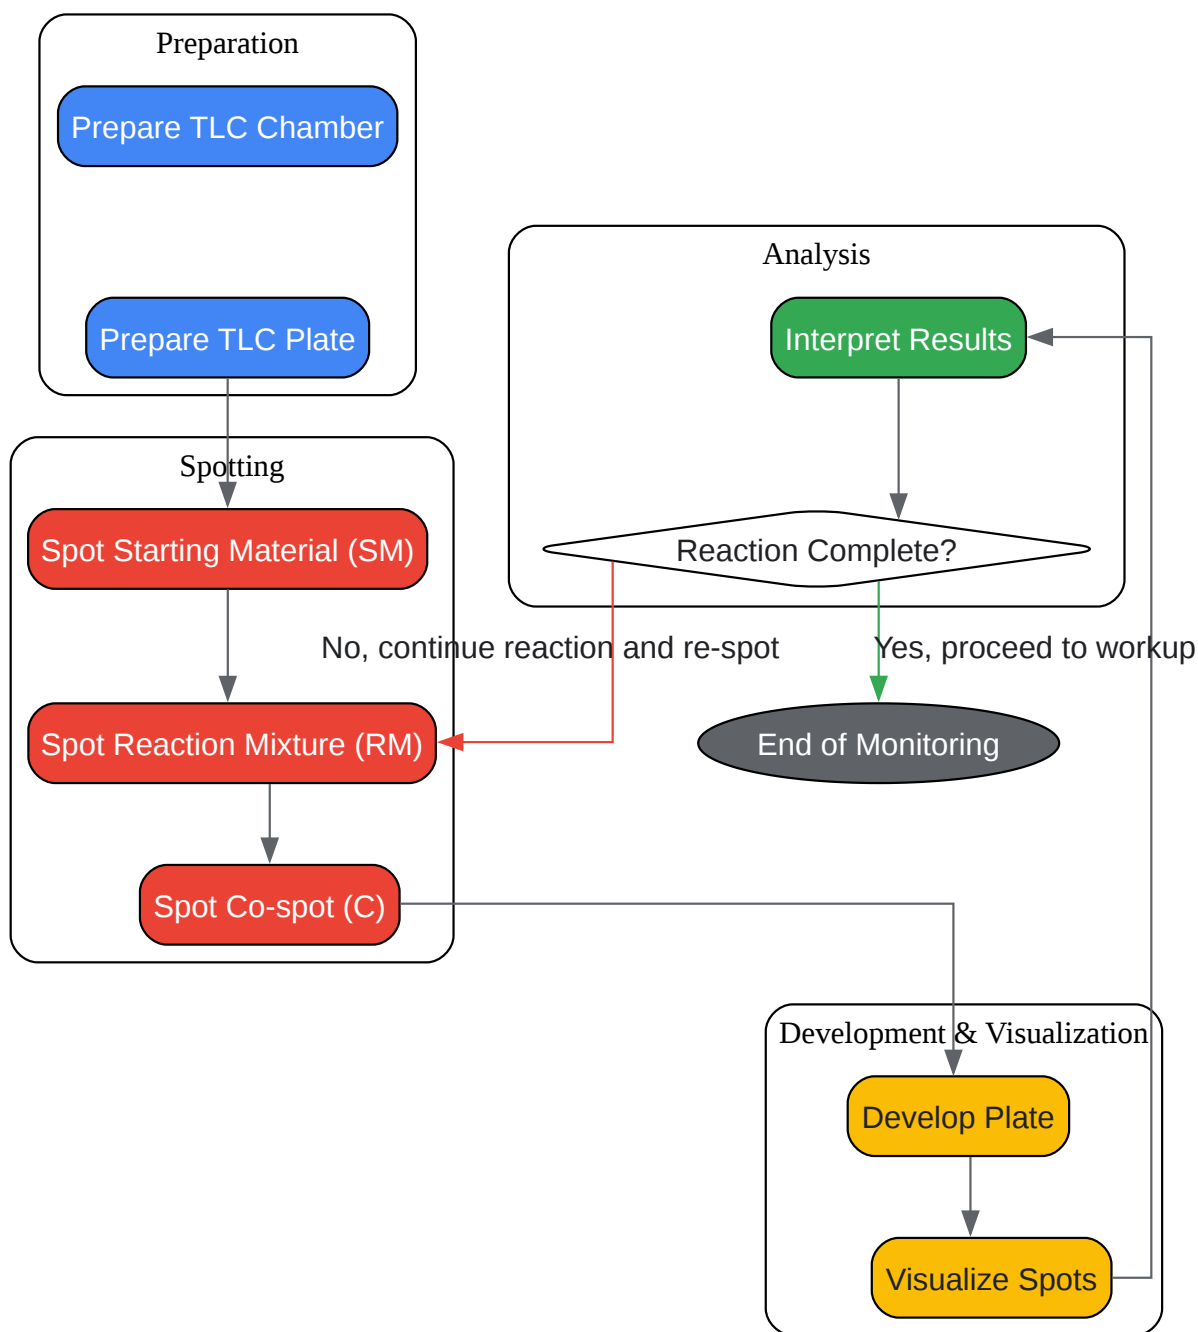 Preparation
Prepare TLC Chamber
Prepare TLC Plate
Spotting
Spot Starting Material (SM)
Spot Reaction Mixture (RM)
Spot Co-spot (C)
Analysis
Interpret Results
Reaction Complete?
No, continue reaction and re-spot
Yes, proceed to workup
End of Monitoring
Development & Visualization
Develop Plate
Visualize Spots